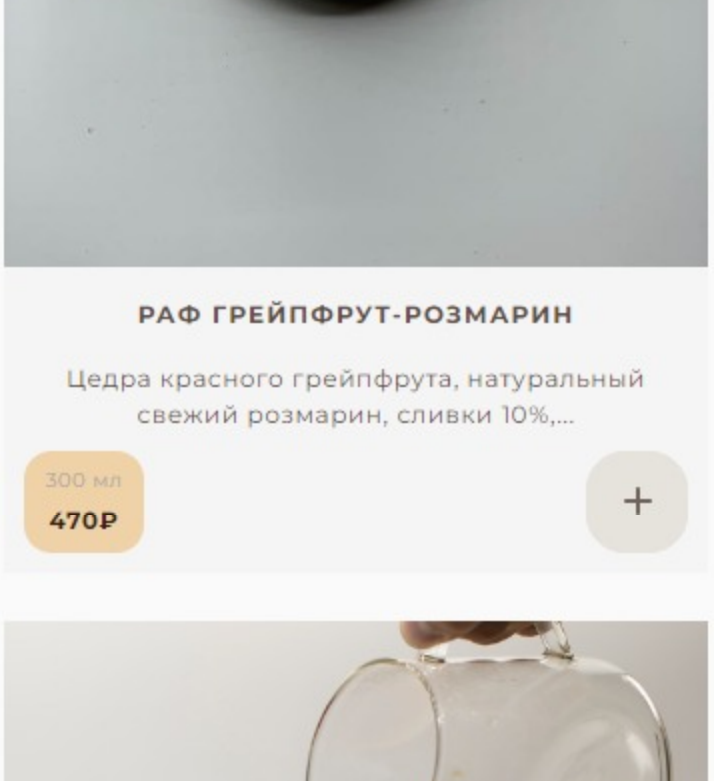 РАФ ГРЕЙПФРУТ-РОЗМАРИН
Цедра красного грейпфрута, натуральный
свежий розмарин, сливки 10%,...
300 мл
470₽
+